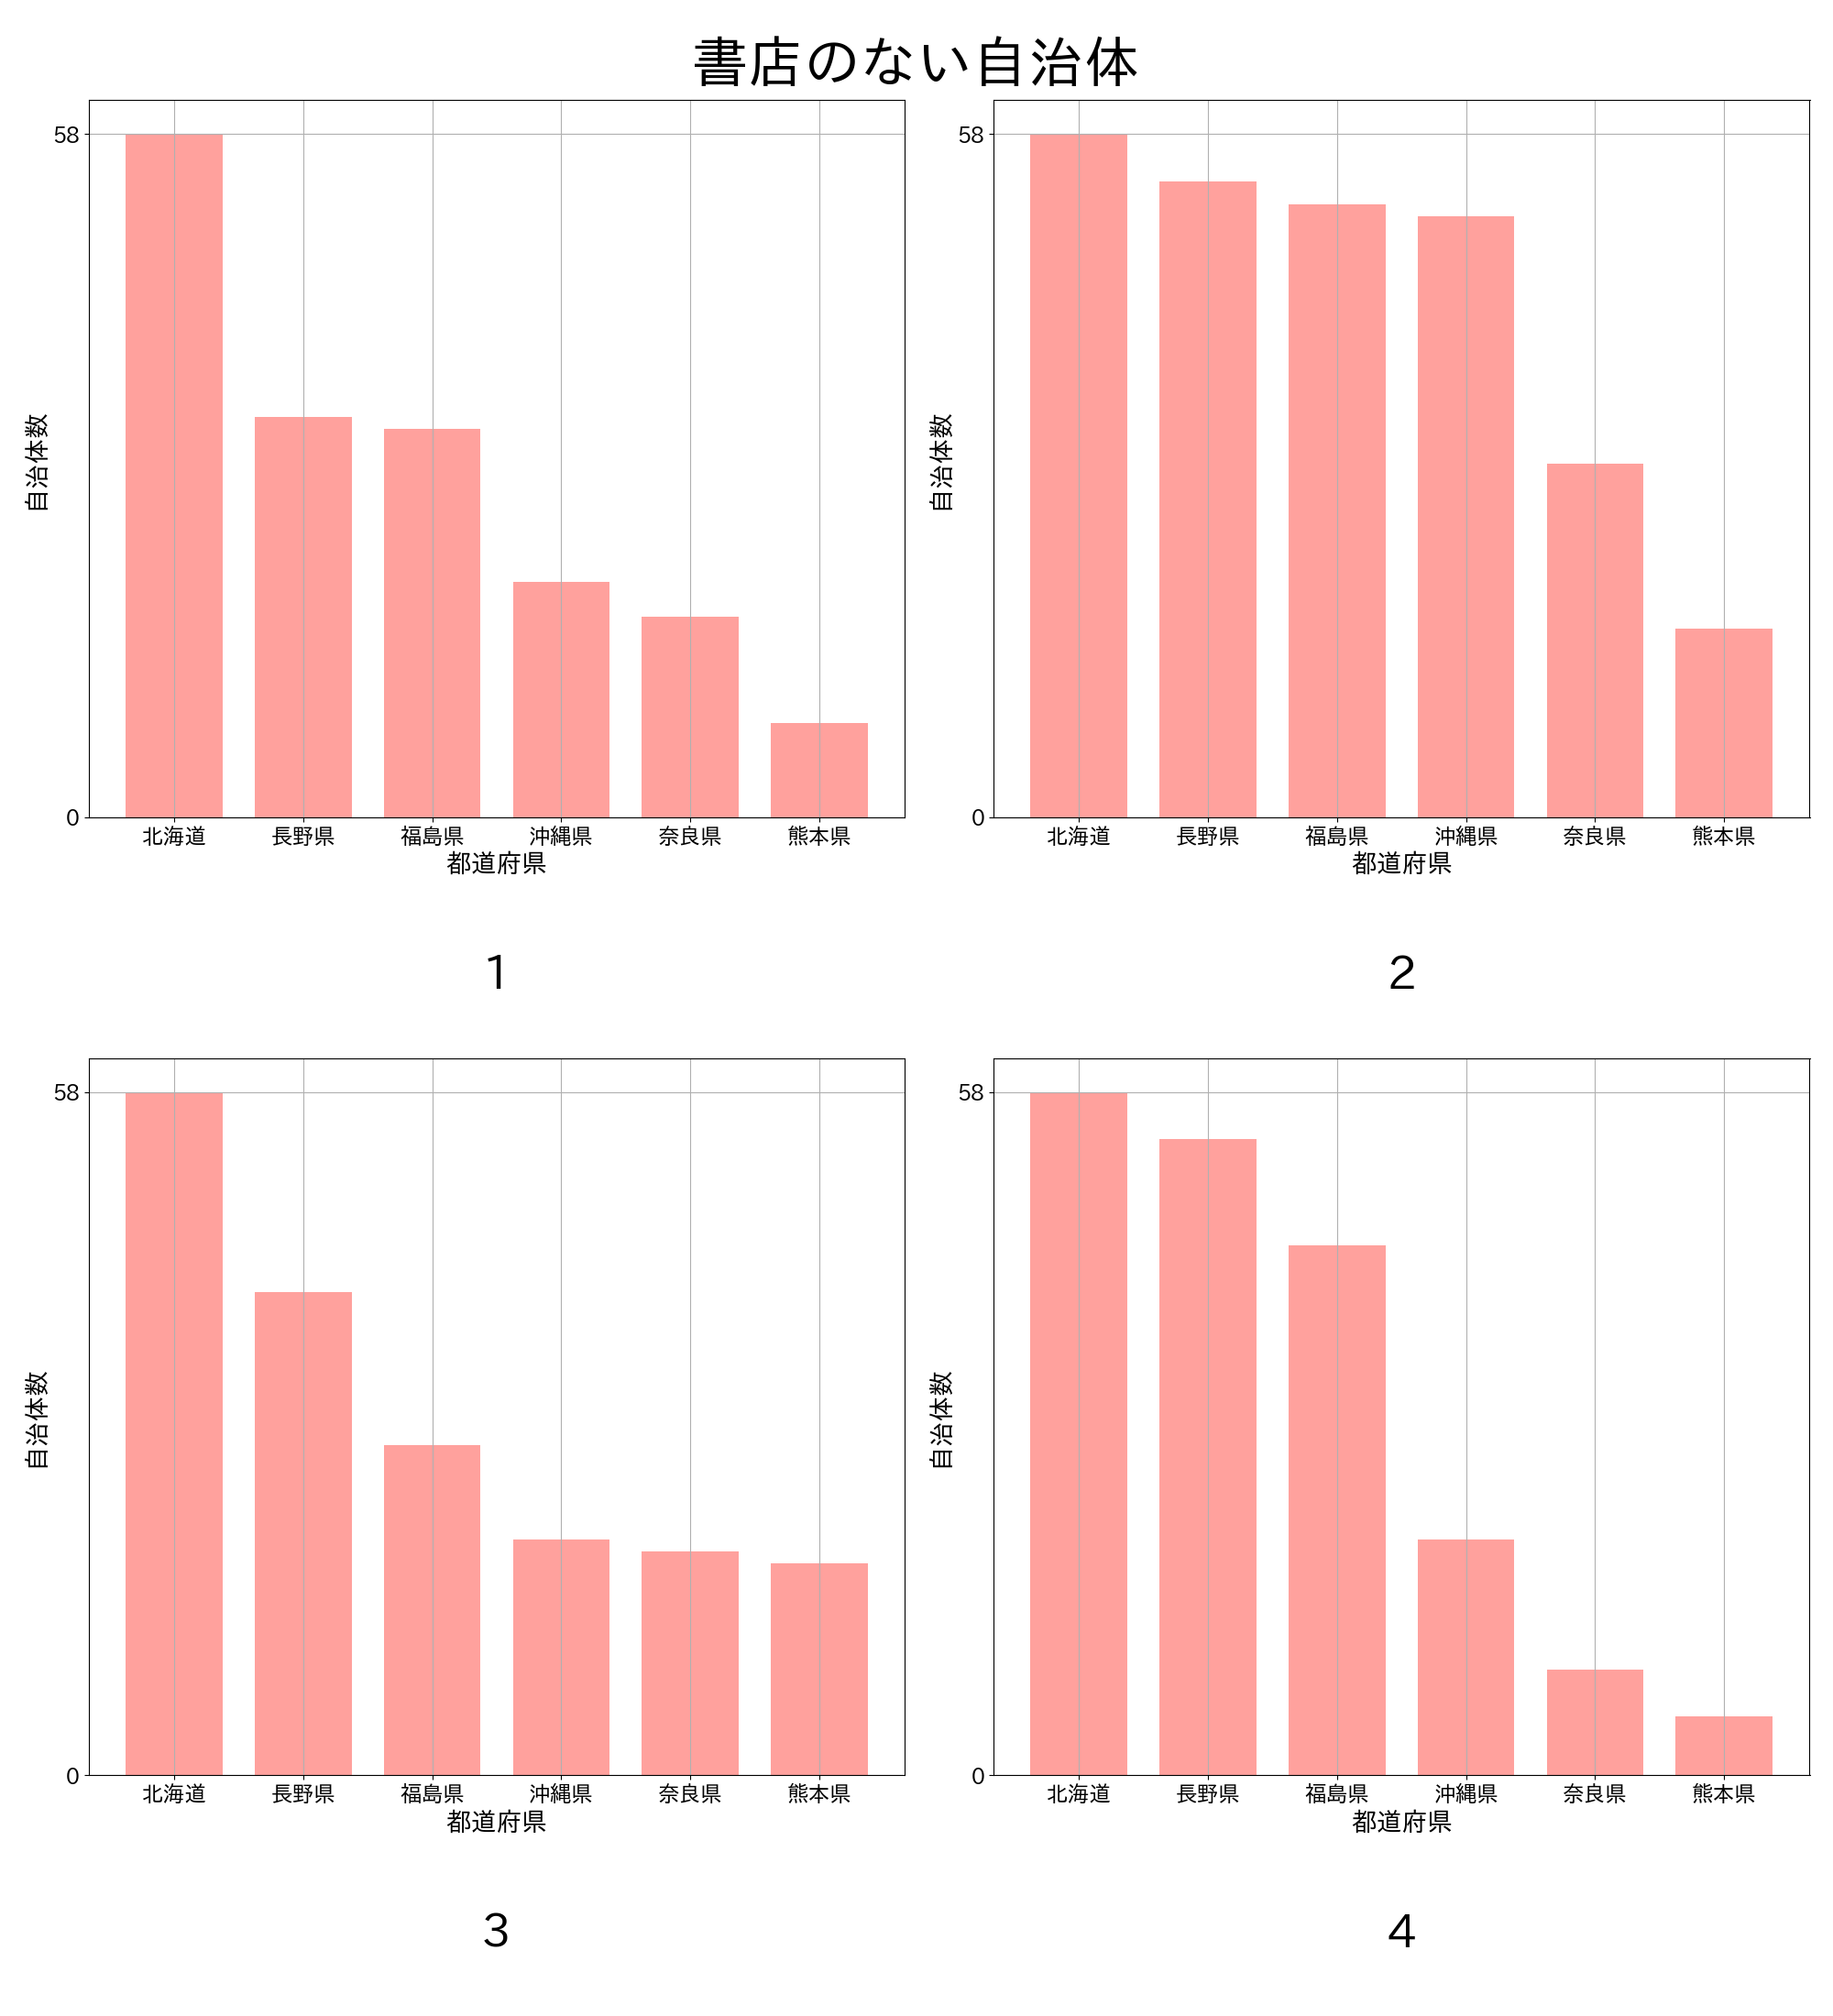 書店のない自治体
58
0
自治体数
北海道 長野県 福島県 沖縄県 奈良県 熊本県
都道府県
1
58
0
自治体数
北海道 長野県 福島県 沖縄県 奈良県 熊本県
都道府県
2
58
0
自治体数
北海道 長野県 福島県 沖縄県 奈良県 熊本県
都道府県
3
58
0
自治体数
北海道 長野県 福島県 沖縄県 奈良県 熊本県
都道府県
4